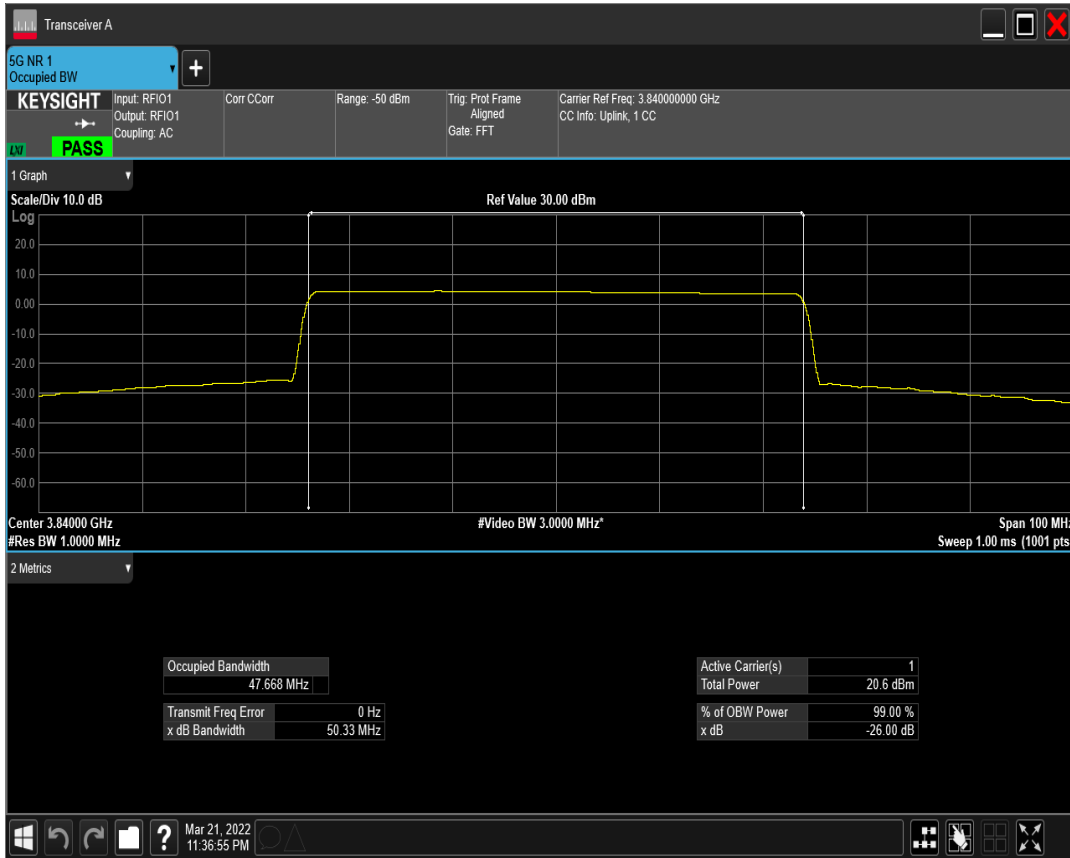 Transceiver A
5G NR 1
Occupied BW
+
KEYSIGHT
LXI
PASS
Input: RFIO1
Output: RFIO1
Coupling: AC
Corr CCorr
Range: -50 dBm
Trig: Prot Frame
Aligned
Gate: FFT
Carrier Ref Freq: 3.840000000 GHz
CC Info: Uplink, 1 CC
1 Graph
Scale/Div 10.0 dB
Ref Value 30.00 dBm
Log
20.0
10.0
0.00
-10.0
-20.0
-30.0
-40.0
-50.0
-60.0
Center 3.84000 GHz
#Video BW 3.0000 MHz*
Span 100 MHz
#Res BW 1.0000 MHz
Sweep 1.00 ms (1001 pts
2 Metrics
Occupied Bandwidth
47.668 MHz
Transmit Freq Error 0 Hz
x dB Bandwidth 50.33 MHz
Active Carrier(s) 1
Total Power 20.6 dBm
% of OBW Power 99.00 %
x dB -26.00 dB
?
Mar 21, 2022
11:36:55 PM